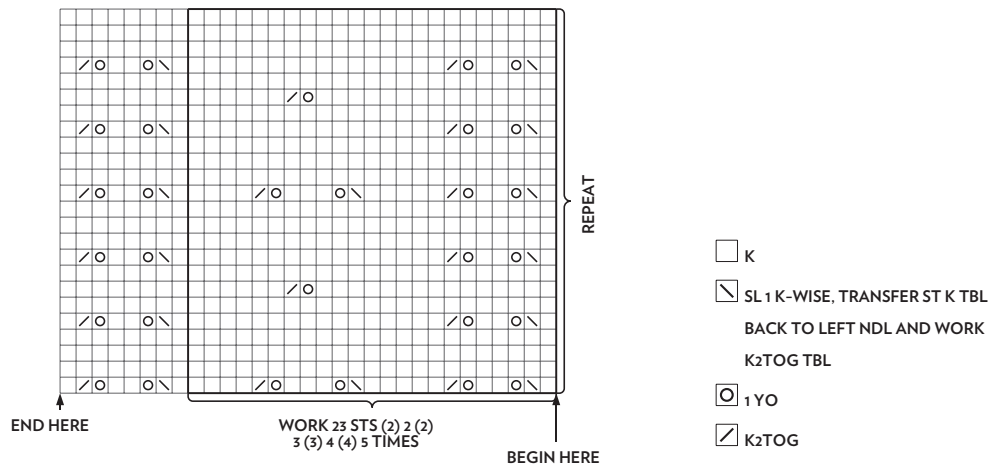 REPEAT
END HERE
WORK 23 STS (2) 2 (2)
3 (3) 4 (4) 5 TIMES
BEGIN HERE
K
SL 1 K-WISE, TRANSFER ST K TBL
BACK TO LEFT NDL AND WORK
K2TOG TBL
1 YO
K2TOG